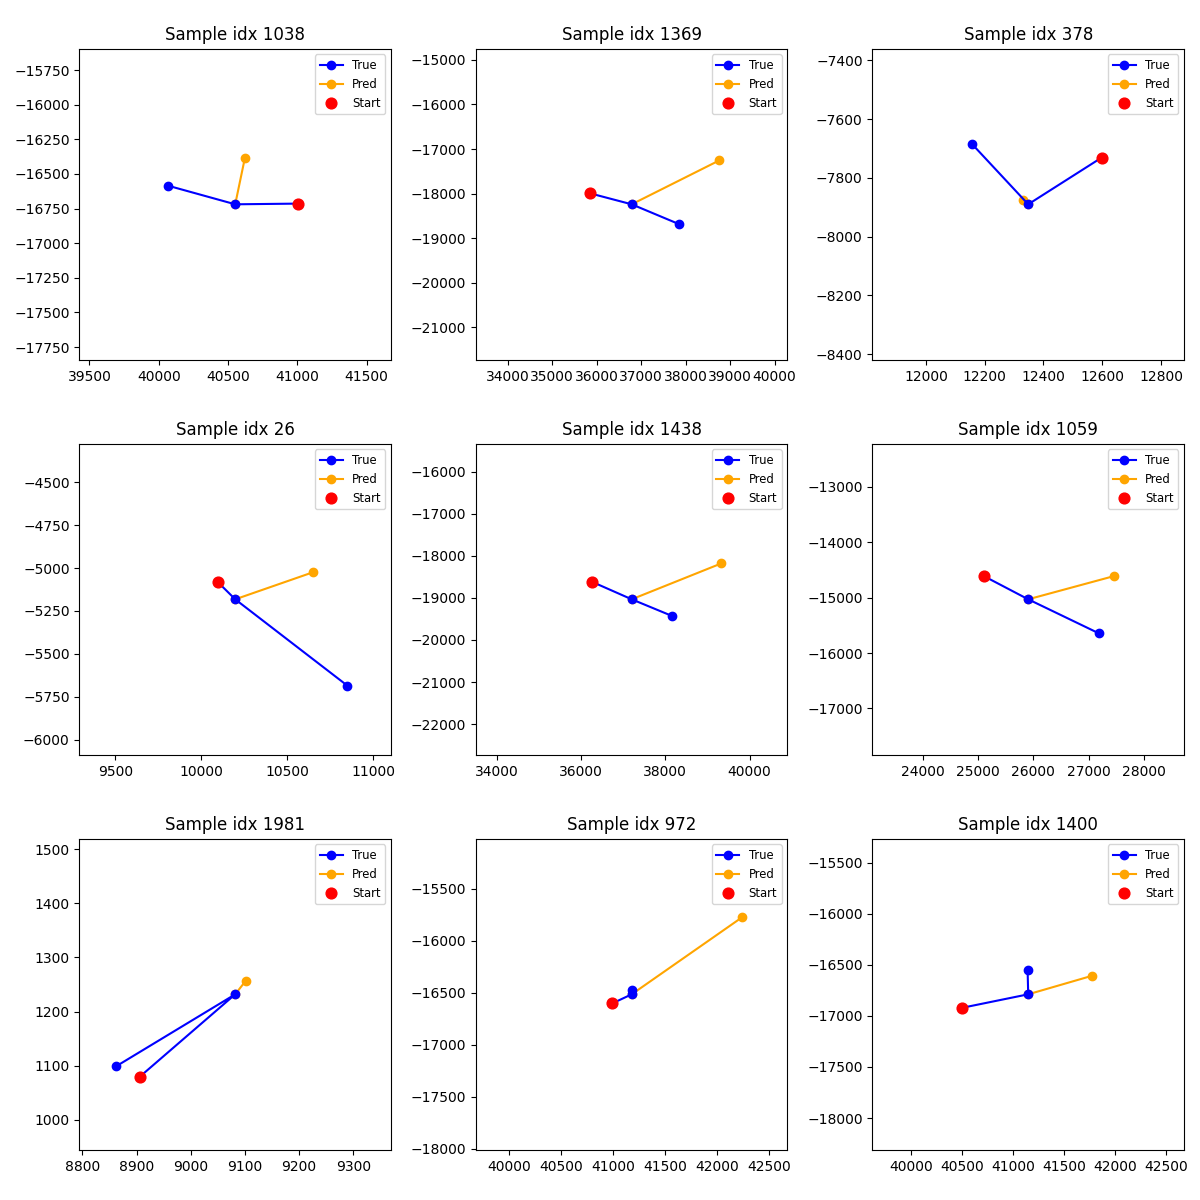 Sample idx 1038
−15750
−16000
−16250
−16500
−16750
−17000
−17250
−17500
−17750
39500 40000 40500 41000 41500
True
Pred
Start
Sample idx 1369
−15000
−16000
−17000
−18000
−19000
−20000
−21000
34000 35000 36000 37000 38000 39000 40000
True
Pred
Start
Sample idx 378
−7400
−7600
−7800
−8000
−8200
−8400
12000 12200 12400 12600 12800
True
Pred
Start
Sample idx 26
−4500
−4750
−5000
−5250
−5500
−5750
−6000
9500 10000 10500 11000
True
Pred
Start
Sample idx 1438
−16000
−17000
−18000
−19000
−20000
−21000
−22000
34000 36000 38000 40000
True
Pred
Start
Sample idx 1059
−13000
−14000
−15000
−16000
−17000
24000 25000 26000 27000 28000
True
Pred
Start
Sample idx 1981
1500
1400
1300
1200
1100
1000
8800 8900 9000 9100 9200 9300
True
Pred
Start
Sample idx 972
−15500
−16000
−16500
−17000
−17500
−18000
40000 40500 41000 41500 42000 42500
True
Pred
Start
Sample idx 1400
−15500
−16000
−16500
−17000
−17500
−18000
40000 40500 41000 41500 42000 42500
True
Pred
Start